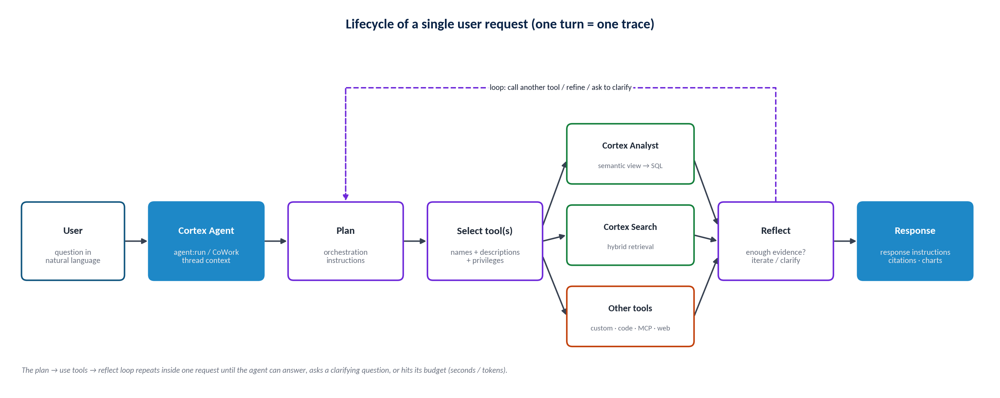 Lifecycle of a single user request (one turn = one trace)
loop: call another tool / refine / ask to clarify
User
question in
natural language
Cortex Agent
agent:run / CoWork
thread context
Plan
orchestration
instructions
Select tool(s)
names + descriptions
+ privileges
Cortex Analyst
semantic view → SQL
Cortex Search
hybrid retrieval
Other tools
custom · code · MCP · web
Reflect
enough evidence?
iterate / clarify
Response
response instructions
citations · charts
The plan → use tools → reflect loop repeats inside one request until the agent can answer, asks a clarifying question, or hits its budget (seconds / tokens).